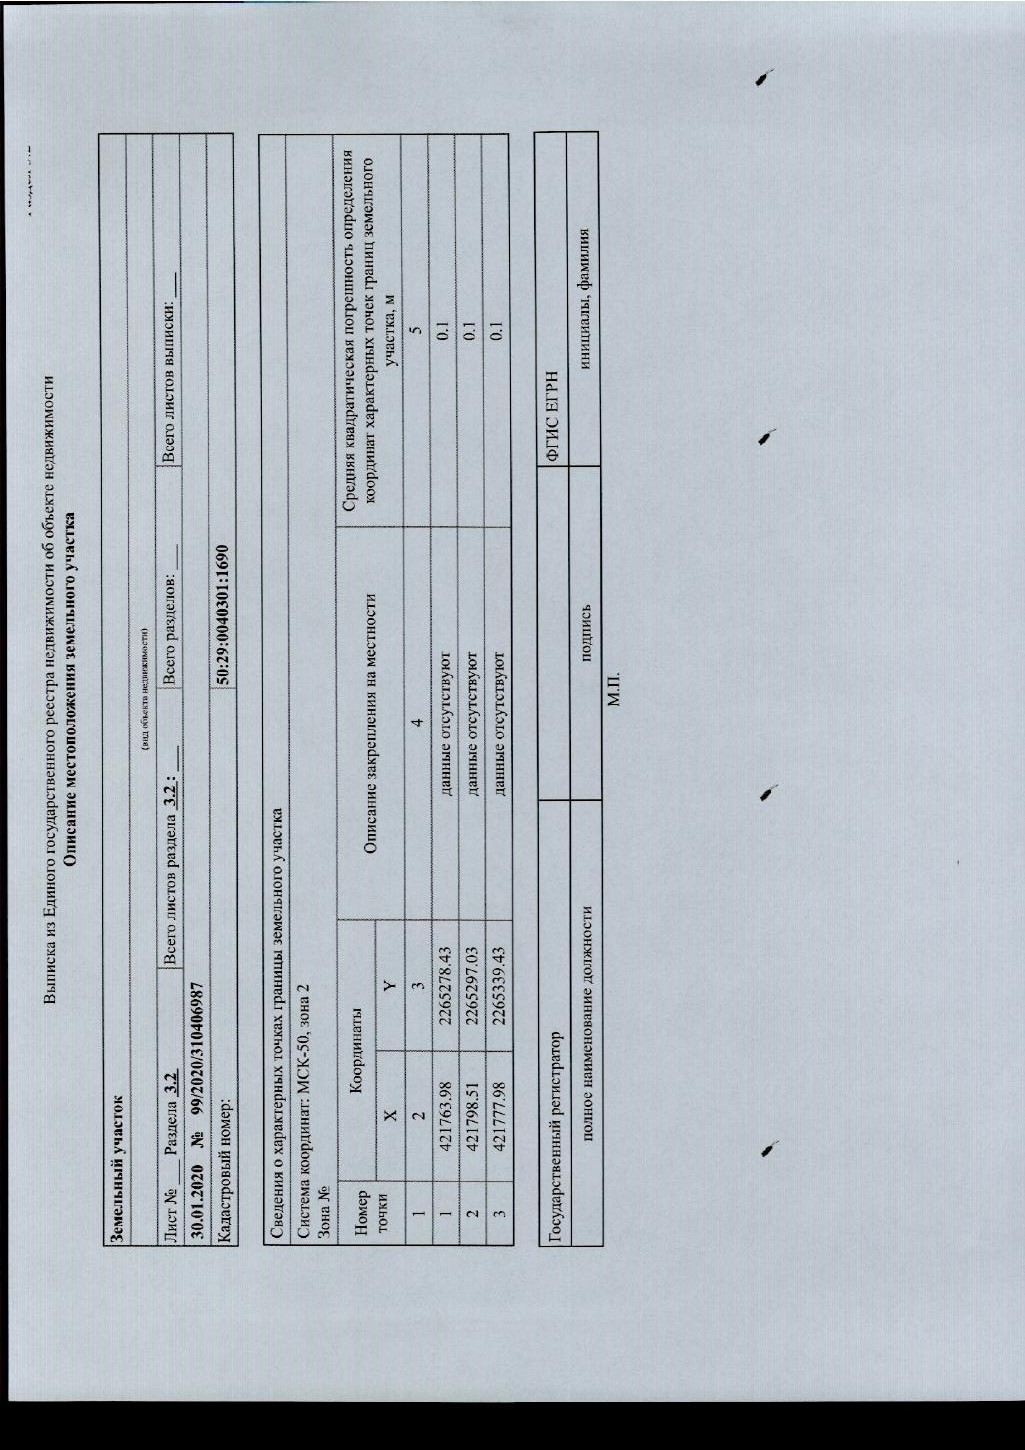 Выписка из Единого государственного реестра недвижимости об объекте недвижимости
Описание местоположения земельного участка
Земельный участок
(вид объекта недвижимости)
Лист № ___ Раздела 3.2 Всего листов раздела 3.2 : ___ Всего разделов: ___ Всего листов выписки: ___
30.01.2020 № 99/2020/310406987
Кадастровый номер: 50:29:0040301:1690
Сведения о характерных точках границы земельного участка
Система координат: МСК-50, зона 2
Зона №
Номер точки Координаты Описание закрепления на местности Средняя квадратическая погрешность определения координат характерных точек границ земельного участка, м
X Y
1 2 3 4 5
1 421763.98 2265278.43 данные отсутствуют 0.1
2 421798.51 2265297.03 данные отсутствуют 0.1
3 421777.98 2265339.43 данные отсутствуют 0.1
Государственный регистратор ФГИС ЕГРН
полное наименование должности подпись инициалы, фамилия
М.П.